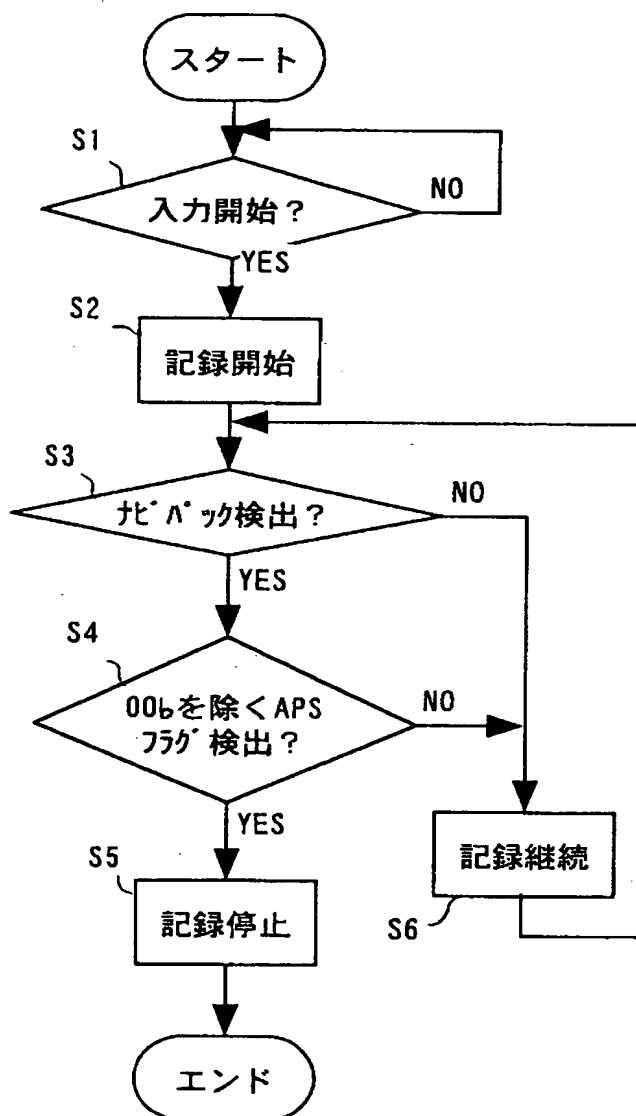 スタート
S1
入力開始?
NO
YES
S2
記録開始
S3
ナビパック検出?
NO
YES
S4
00bを除くAPS
フラグ検出?
NO
YES
S5
記録停止
記録継続
S6
エンド